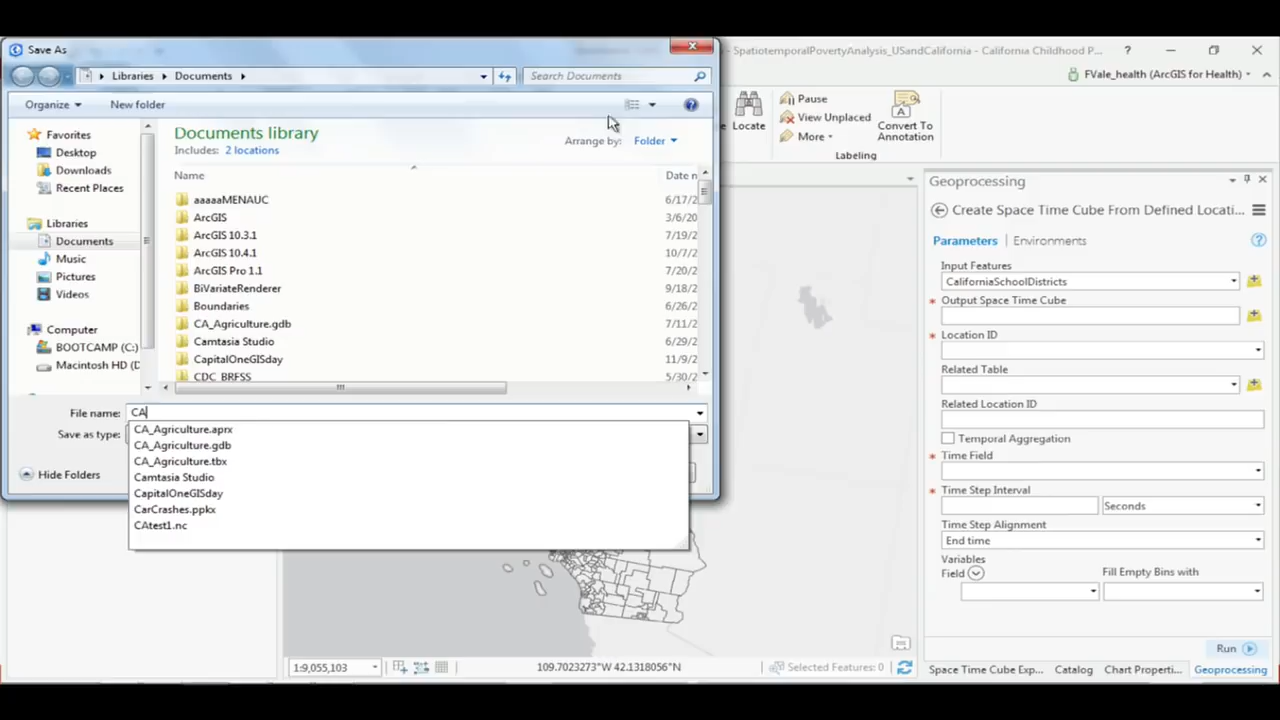 Save As
- SpatiotemporalPovertyAnalysis_USandCalifornia - California Childhood P...
Libraries
Documents
Search Documents
FVale_health (ArcGIS for Health)
Organize
New folder
Pause
View Unplaced
More
Locate
Convert To
Annotation
Labeling
Favorites
Desktop
Downloads
Recent Places
Libraries
Documents
Music
Pictures
Videos
Computer
BOOTCAMP (C:)
Macintosh HD (D
Documents library
Includes: 2 locations
Arrange by:
Folder
Name
Date n
aaaaaMENAUC
6/17/2
ArcGIS
3/6/20
ArcGIS 10.3.1
7/19/2
ArcGIS 10.4.1
10/7/2
ArcGIS Pro 1.1
7/20/2
BiVariateRenderer
9/18/2
Boundaries
6/26/2
CA_Agriculture.gdb
7/11/2
Camtasia Studio
6/29/2
CapitalOneGISday
11/9/2
CDC_BRFSS
5/30/2
File name:
CA
Save as type:
CA_Agriculture.aprx
CA_Agriculture.gdb
CA_Agriculture.tbx
Camtasia Studio
CapitalOneGISday
CarCrashes.ppkx
CAtest1.nc
Hide Folders
Geoprocessing
Create Space Time Cube From Defined Locati...
Parameters
Environments
Input Features
CaliforniaSchoolDistricts
* Output Space Time Cube
* Location ID
Related Table
Related Location ID
Temporal Aggregation
* Time Field
* Time Step Interval
Seconds
Time Step Alignment
End time
Variables
Field
Fill Empty Bins with
Run
1:9,055,103
109.7023273°W 42.1318056°N
Selected Features: 0
Space Time Cube Exp...
Catalog
Chart Properti...
Geoprocessing